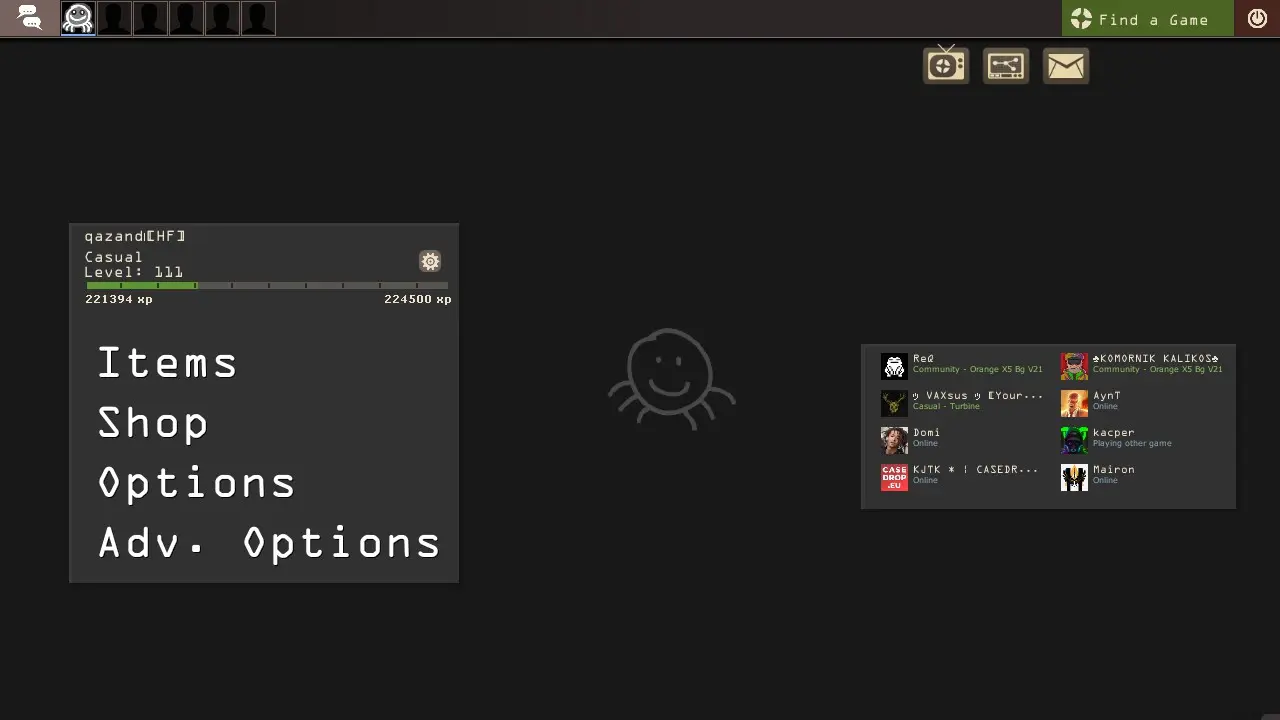 Find a Game
qazand〖HF〗
Casual
Level: 111
221394 xp
224500 xp
Items
Shop
Options
Adv. Options
ReQ
Community - Orange X5 Bg V21
♣KOMORNIK KALIKOS♣
Community - Orange X5 Bg V21
VAXsus 〖Your...
Casual - Turbine
AynT
Online
Domi
Online
kacper
Playing other game
CASE
DROP
.EU
KJTK * ¦ CASEDR...
Online
Mairon
Online